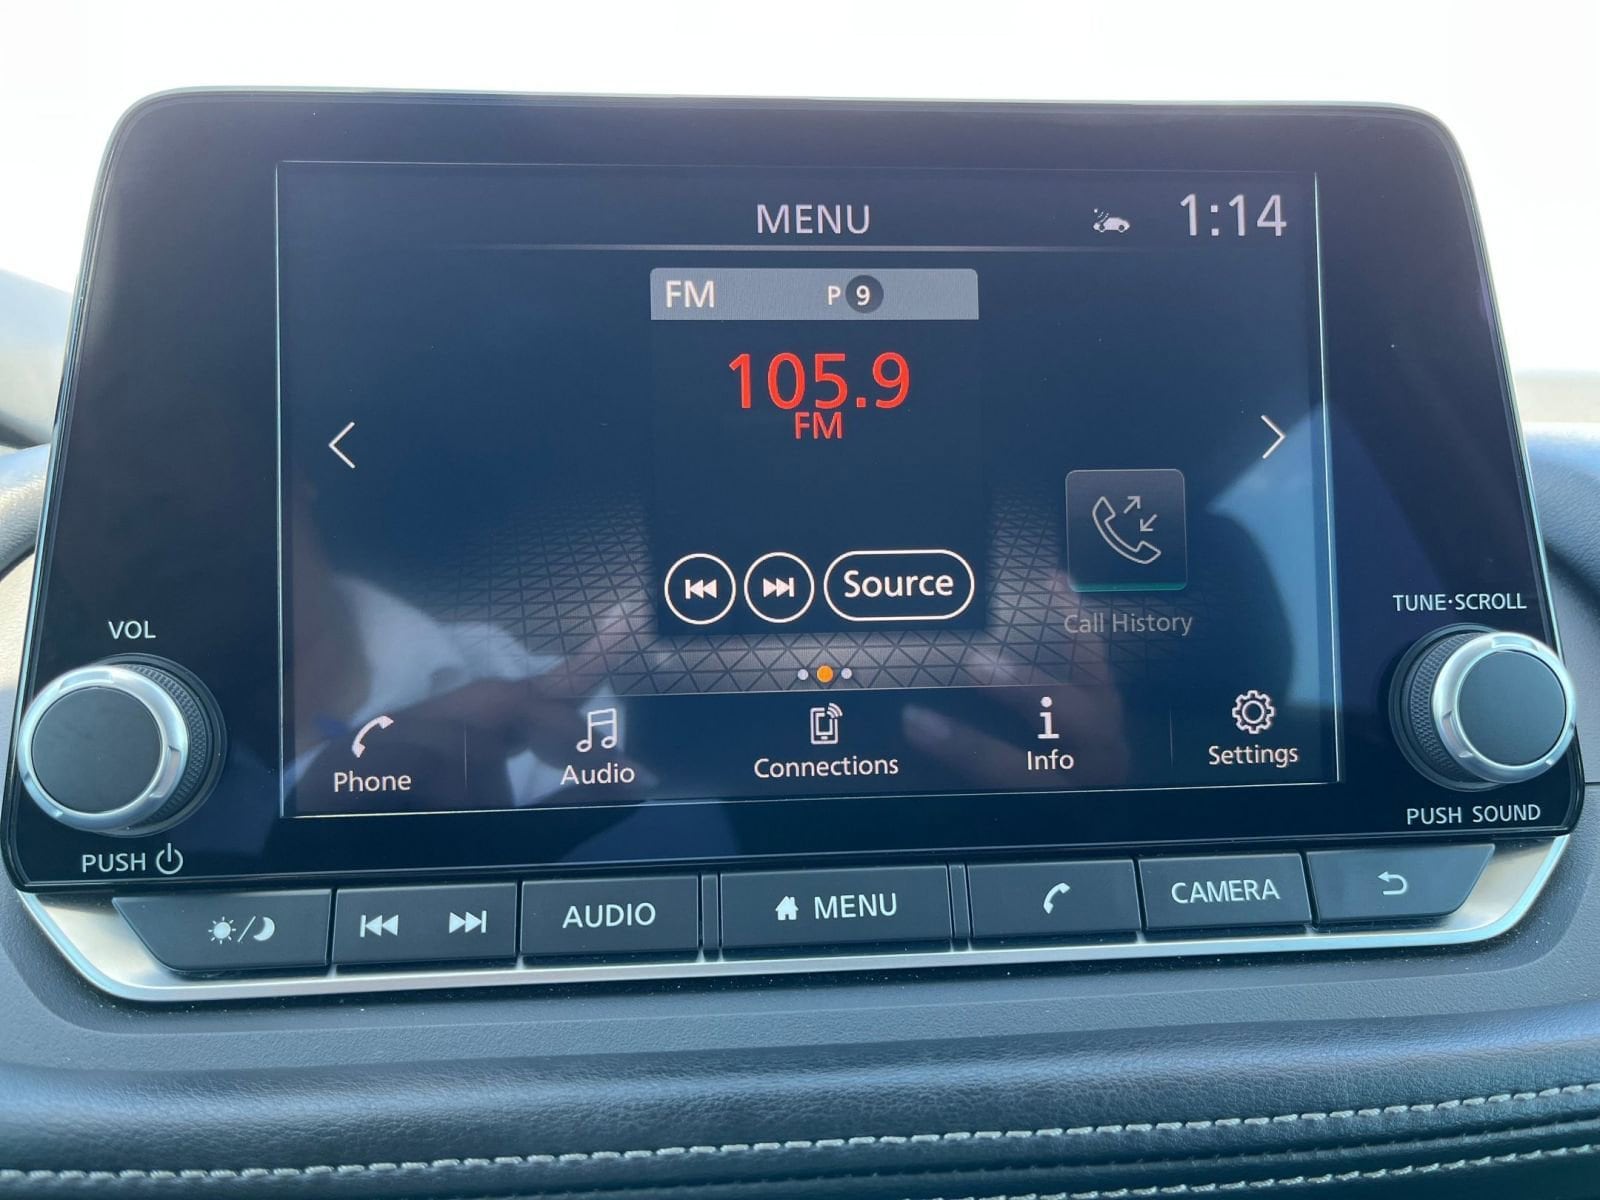 MENU
1:14
FM P 9
105.9
FM
Source
Call History
VOL
TUNE·SCROLL
Phone
Audio
Connections
Info
Settings
PUSH
PUSH SOUND
AUDIO
MENU
CAMERA